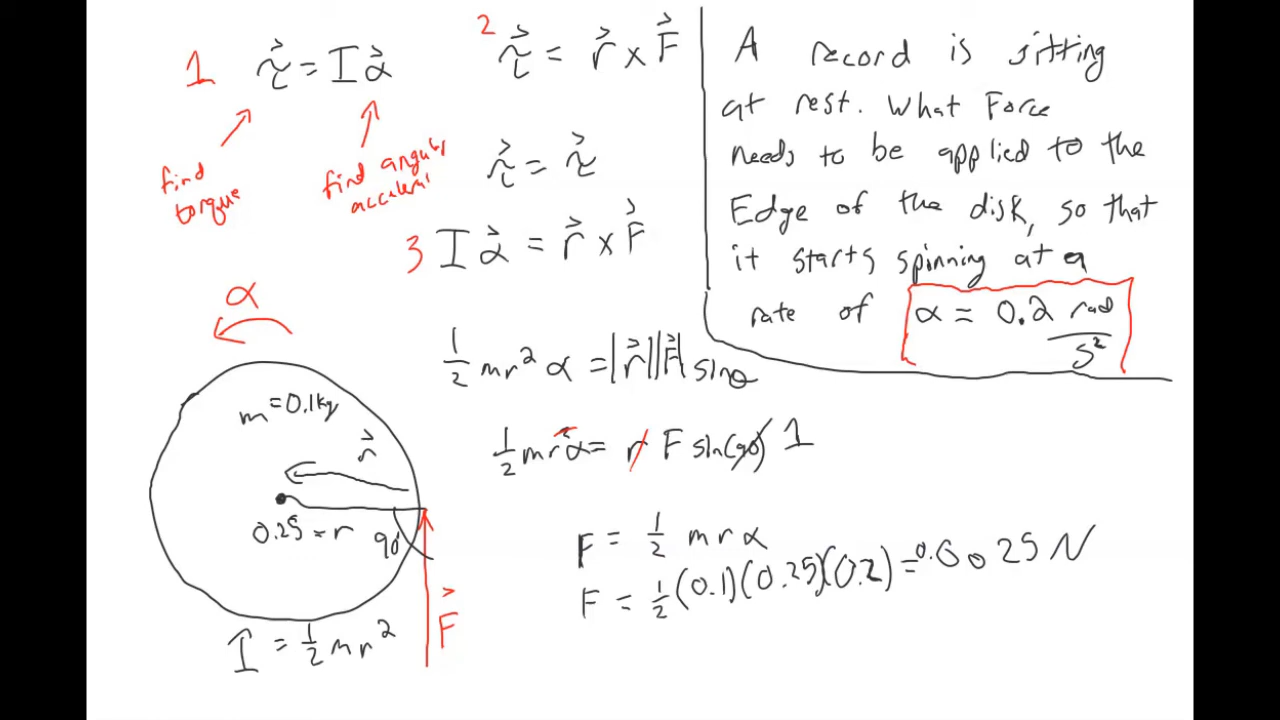 1 τ⃗ = I α⃗
find torque
find angular accelerat
2 τ⃗ = r⃗ x F⃗
τ⃗ = τ⃗
3 I α⃗ = r⃗ x F⃗
A record is sitting
at rest. What Force
needs to be applied to the
Edge of the disk, so that
it starts spinning at a
rate of α = 0.2 rad/s²
α
m = 0.1kg
r⃗
0.25 = r
90°
F⃗
I = 1/2 mr²
1/2 mr² α = |r⃗||F⃗| sinθ
1/2 mr²α = r F sin(90) 1
F = 1/2 m r α
F = 1/2 (0.1)(0.25)(0.2) = 0.0025 N